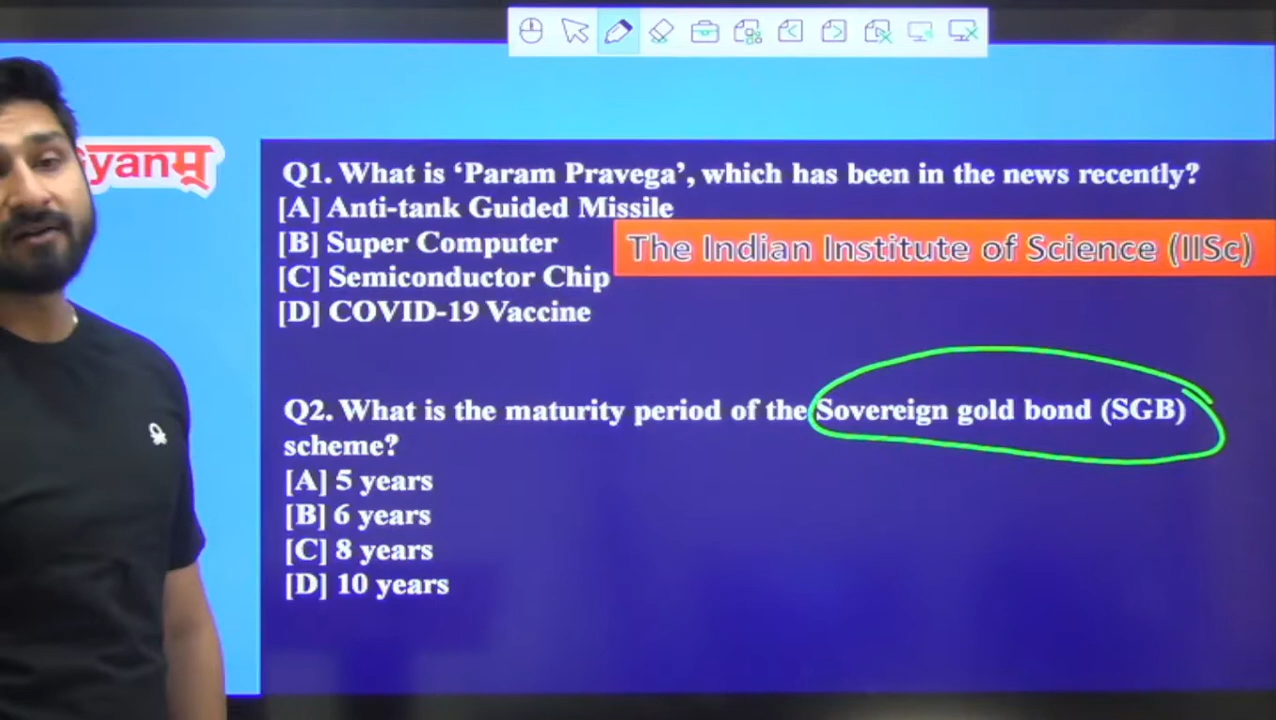 yanम्
Q1. What is ‘Param Pravega’, which has been in the news recently?
[A] Anti-tank Guided Missile
[B] Super Computer
The Indian Institute of Science (IISc)
[C] Semiconductor Chip
[D] COVID-19 Vaccine
Q2. What is the maturity period of the Sovereign gold bond (SGB)
scheme?
[A] 5 years
[B] 6 years
[C] 8 years
[D] 10 years